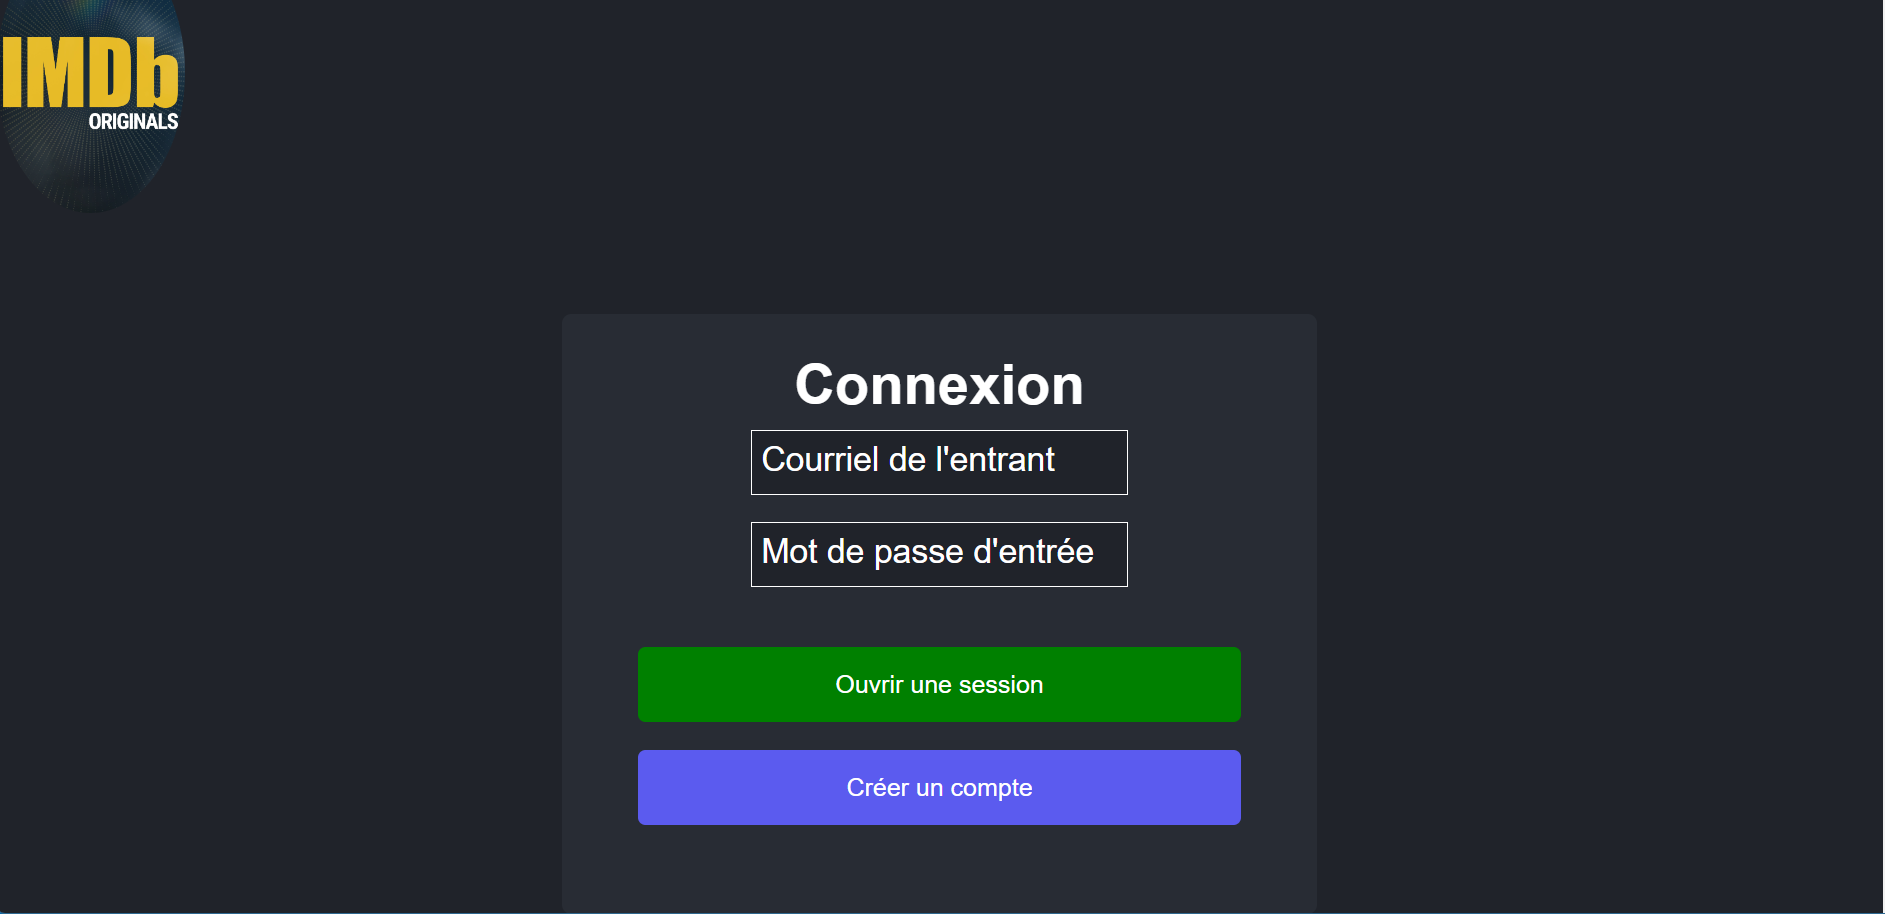 IMDb
ORIGINALS
Connexion
Courriel de l'entrant
Mot de passe d'entrée
Ouvrir une session
Créer un compte